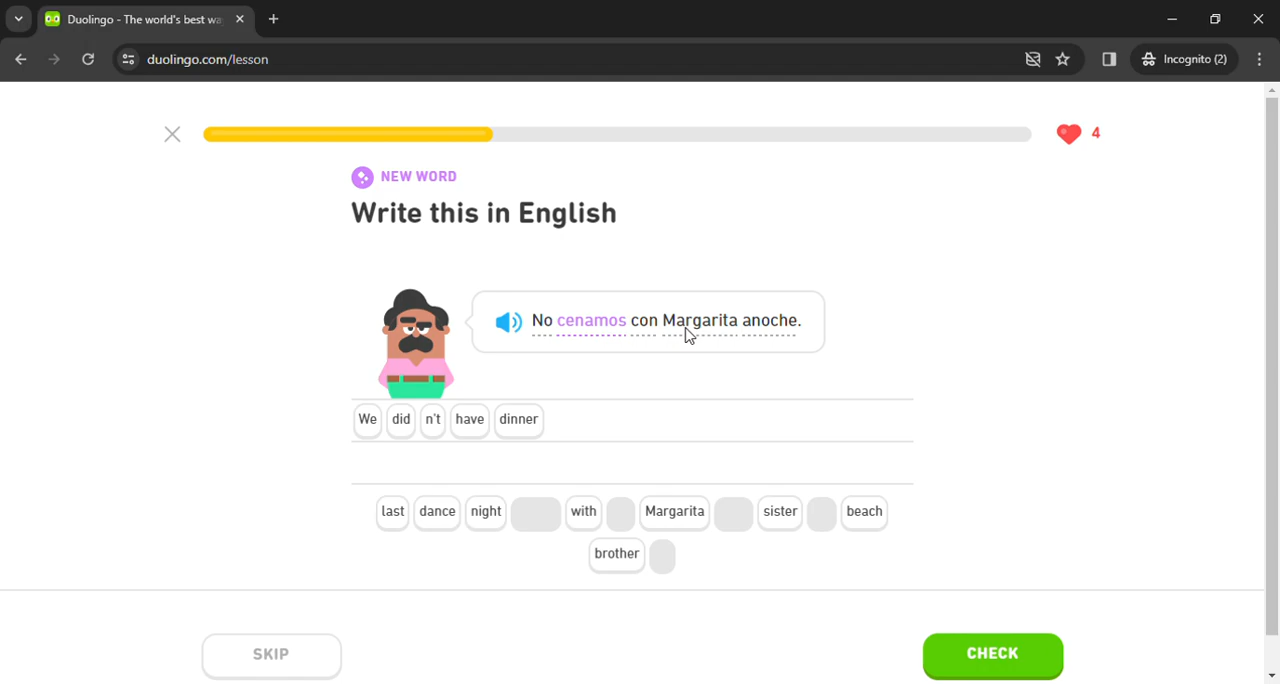 Duolingo - The world's best wa
duolingo.com/lesson
Incognito (2)
4
NEW WORD
Write this in English
No cenamos con Margarita anoche.
We did n't have dinner
last dance night with Margarita sister beach
brother
SKIP
CHECK